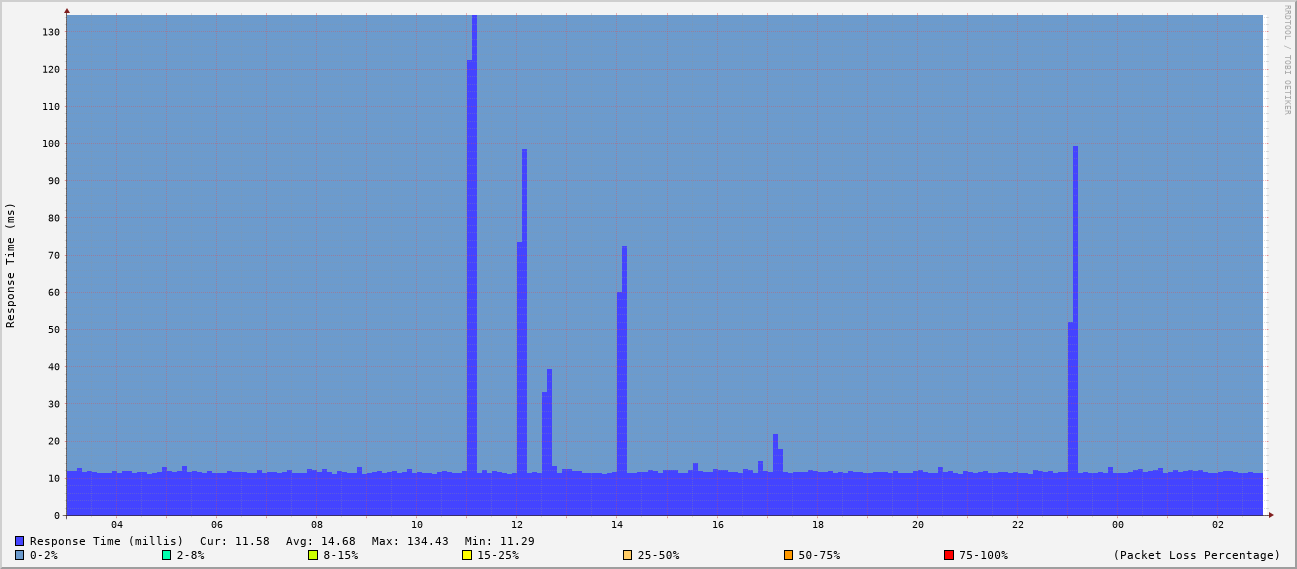 RRDTOOL / TOBI OETIKER
Response Time (ms)
130
120
110
100
90
80
70
60
50
40
30
20
10
0
04 06 08 10 12 14 16 18 20 22 00 02
Response Time (millis) Cur: 11.58 Avg: 14.68 Max: 134.43 Min: 11.29
0-2% 2-8% 8-15% 15-25% 25-50% 50-75% 75-100% (Packet Loss Percentage)